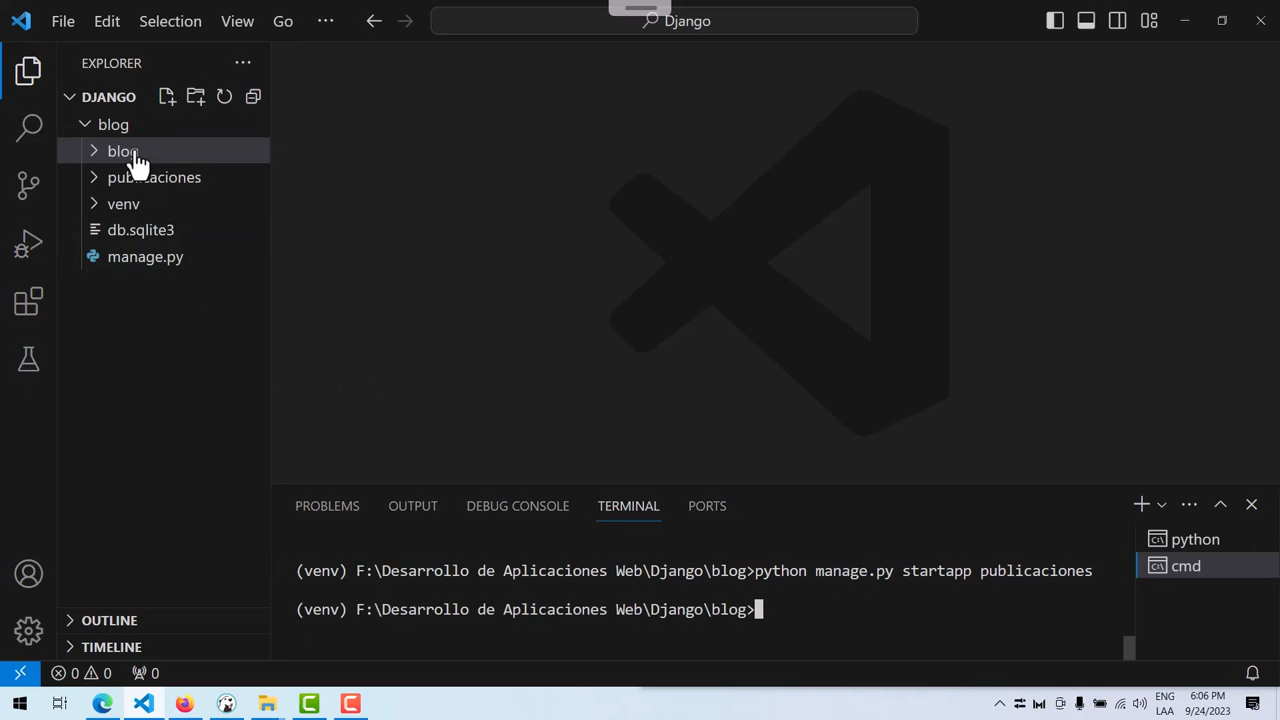 File Edit Selection View Go ··· Django
EXPLORER ···
DJANGO
blog
blog
publicaciones
venv
db.sqlite3
manage.py
PROBLEMS OUTPUT DEBUG CONSOLE TERMINAL PORTS
(venv) F:\Desarrollo de Aplicaciones Web\Django\blog>python manage.py startapp publicaciones
(venv) F:\Desarrollo de Aplicaciones Web\Django\blog>
python
cmd
OUTLINE
TIMELINE
0 0 0
ENG
LAA
6:06 PM
9/24/2023